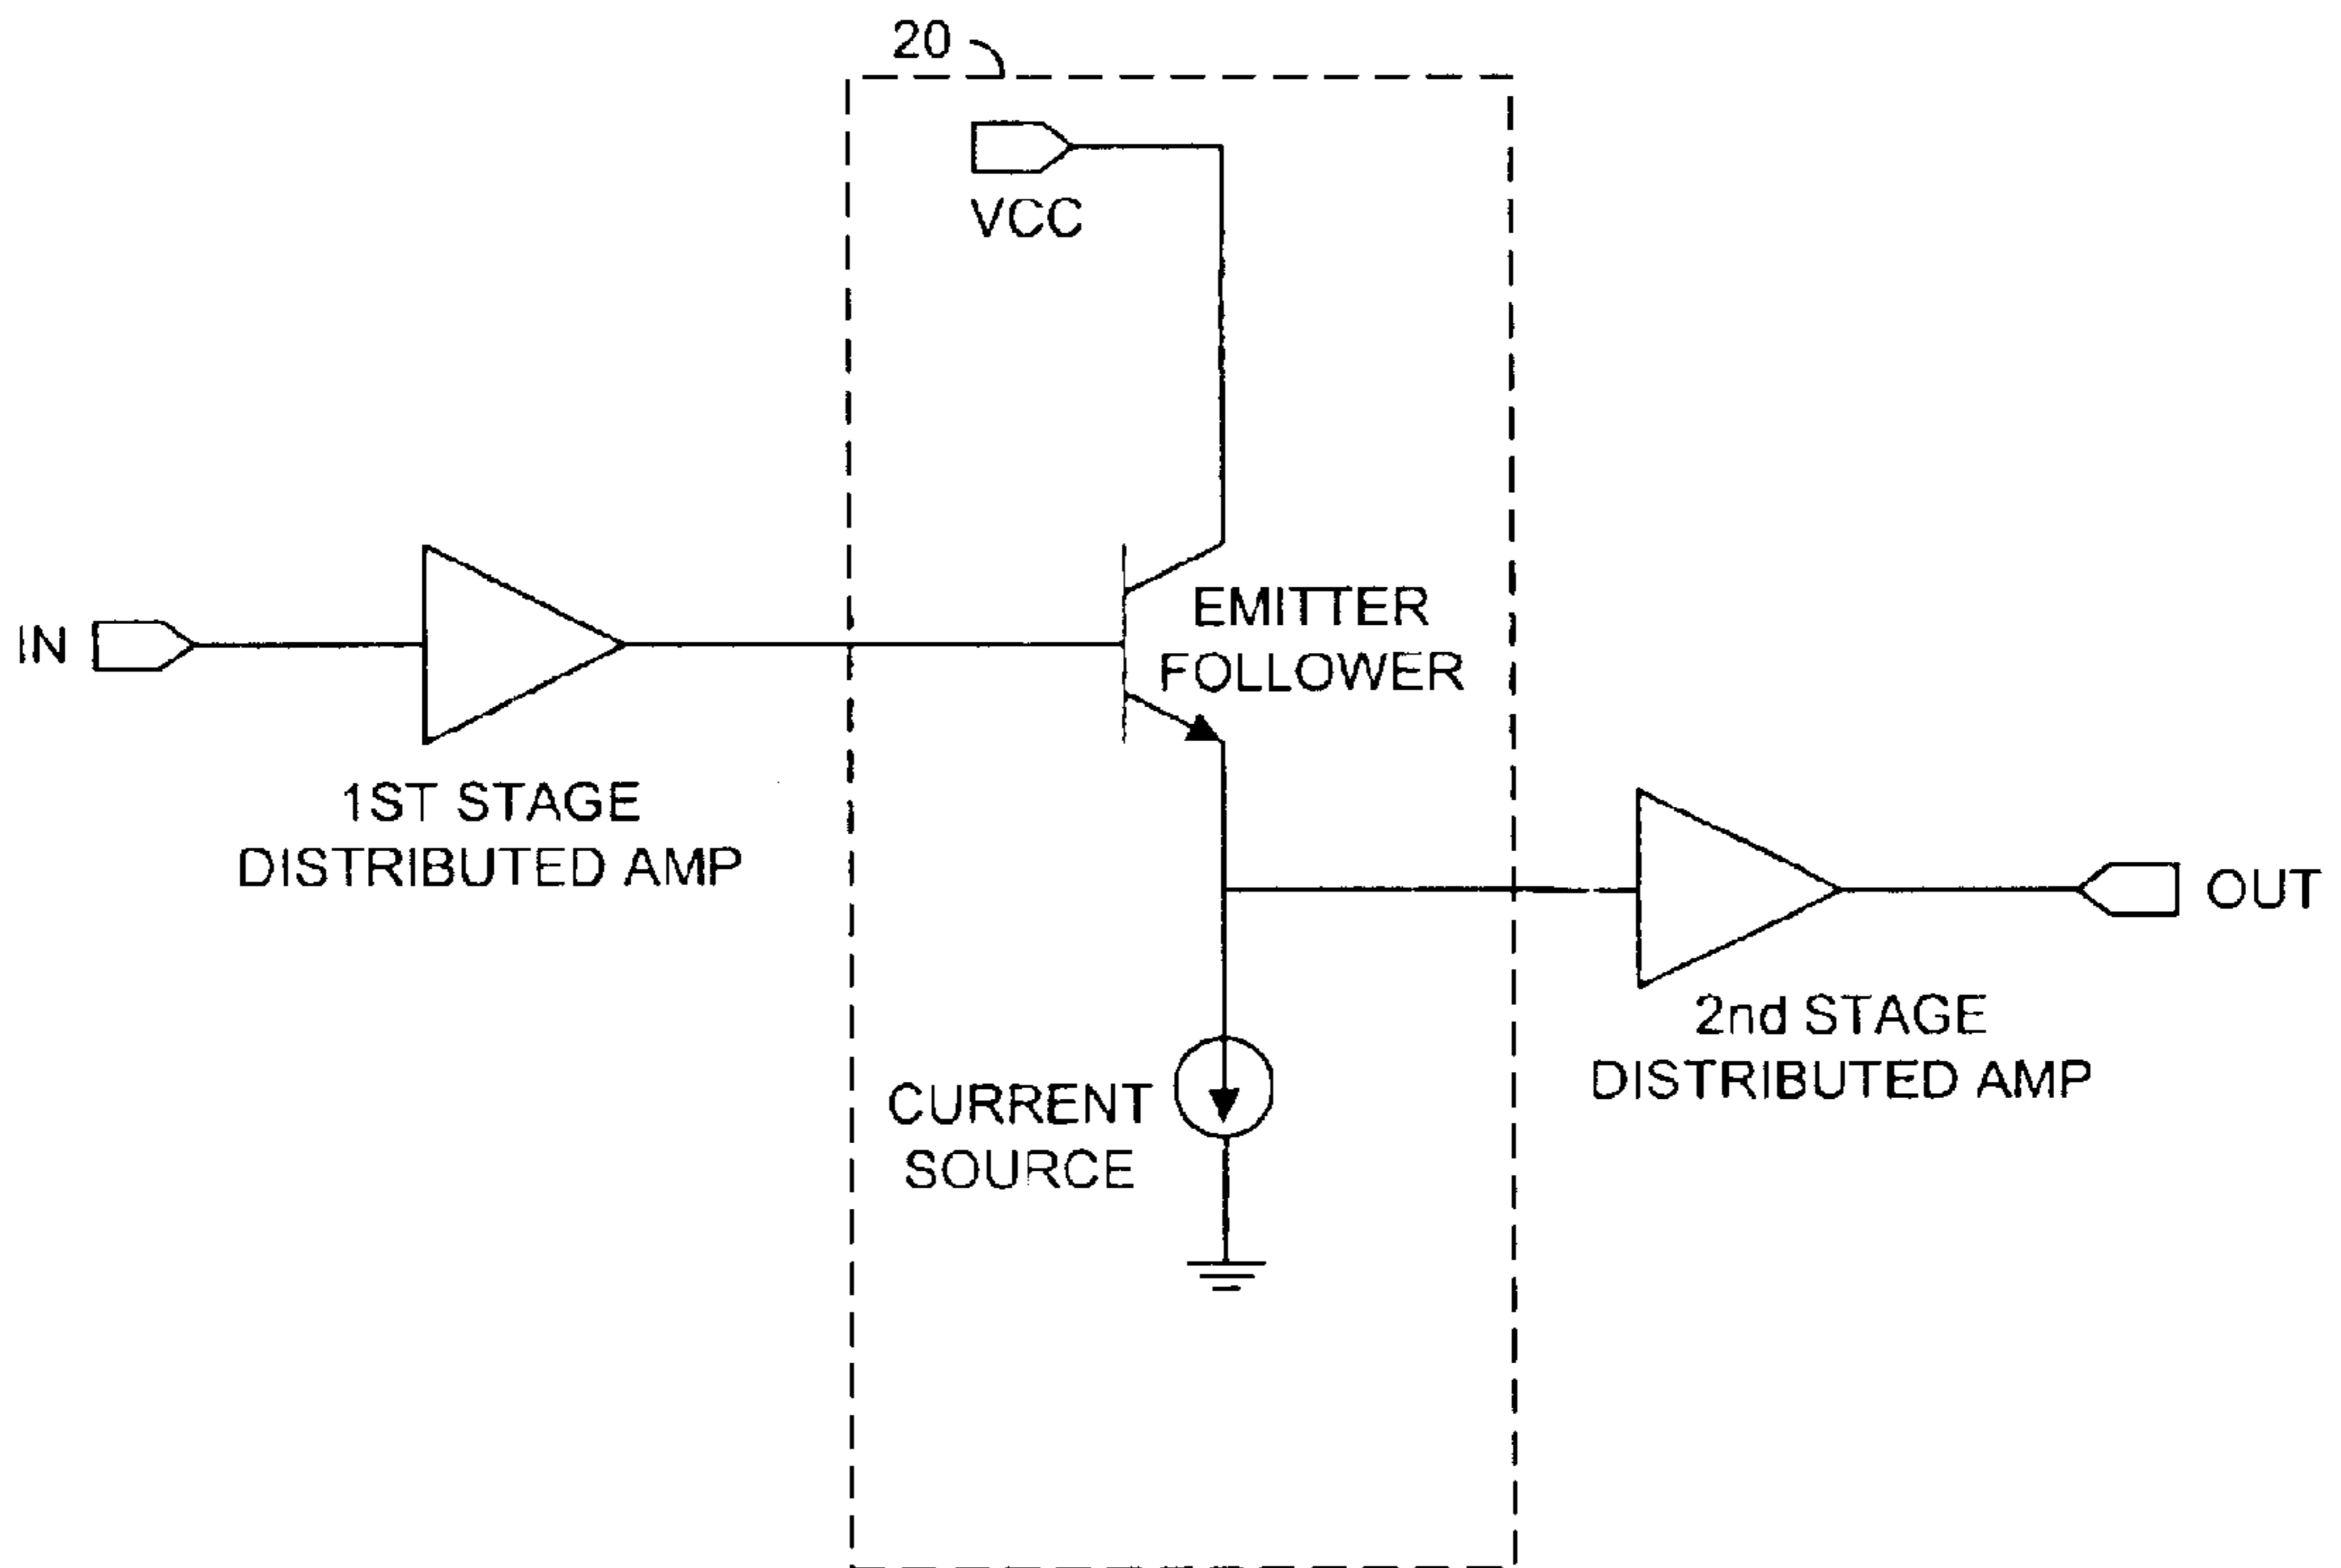 20
VCC
IN
EMITTER
FOLLOWER
1ST STAGE
DISTRIBUTED AMP
OUT
2nd STAGE
DISTRIBUTED AMP
CURRENT
SOURCE